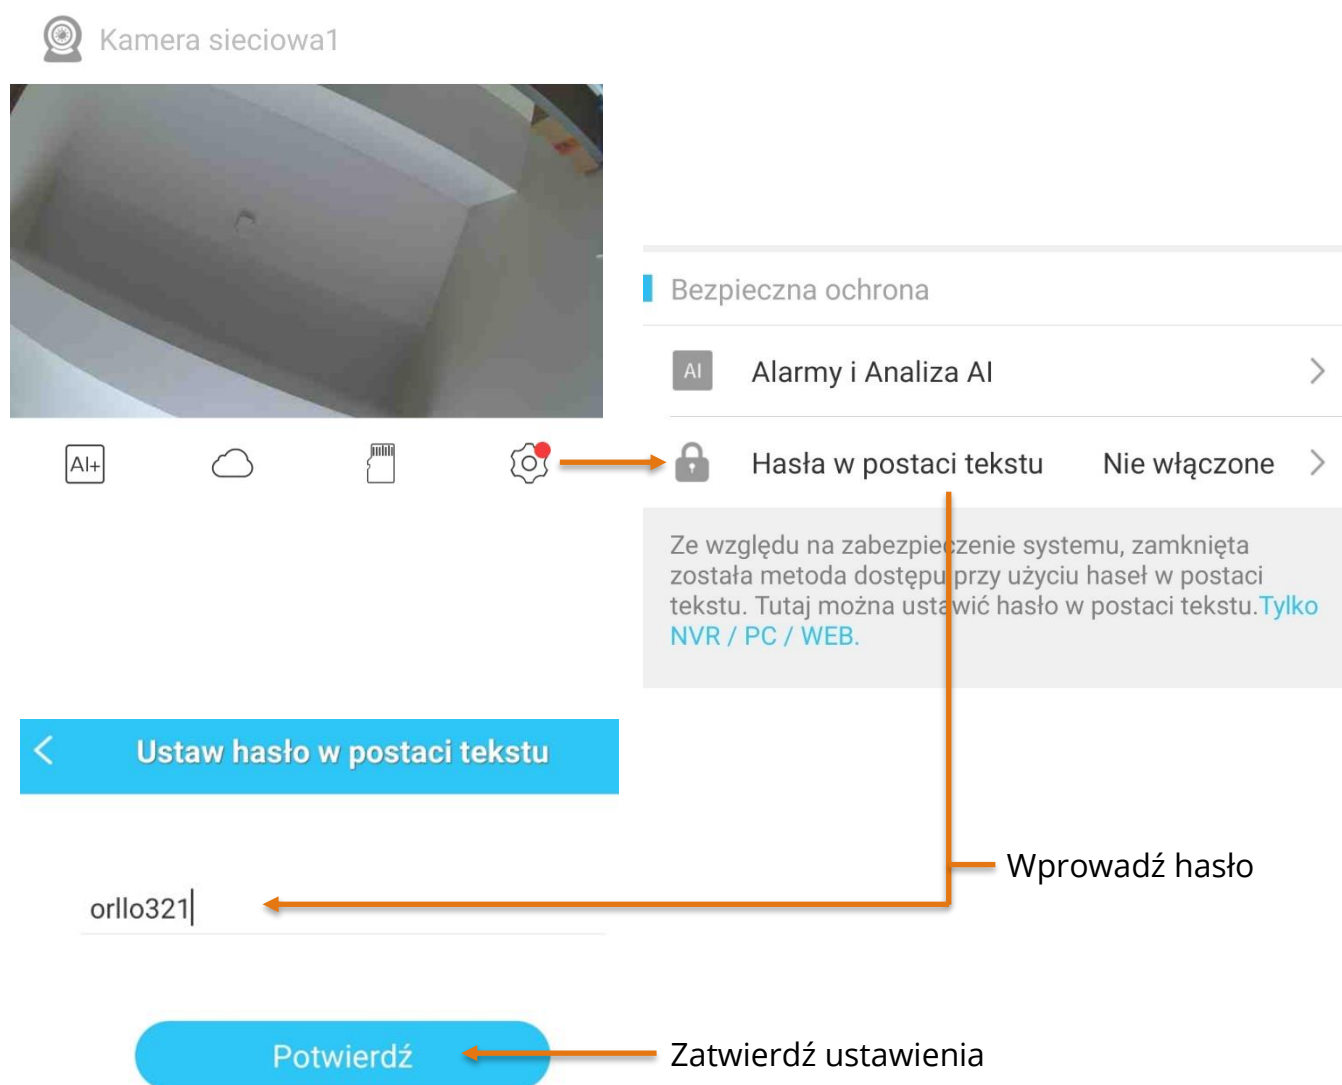 Kamera sieciowa1
Bezpieczna ochrona
AI Alarmy i Analiza AI
AI+
Hasła w postaci tekstu Nie włączone
Ze względu na zabezpieczenie systemu, zamknięta
została metoda dostępu przy użyciu haseł w postaci
tekstu. Tutaj można ustawić hasło w postaci tekstu.Tylko
NVR / PC / WEB.
Ustaw hasło w postaci tekstu
Wprowadź hasło
orllo321
Potwierdź
Zatwierdź ustawienia